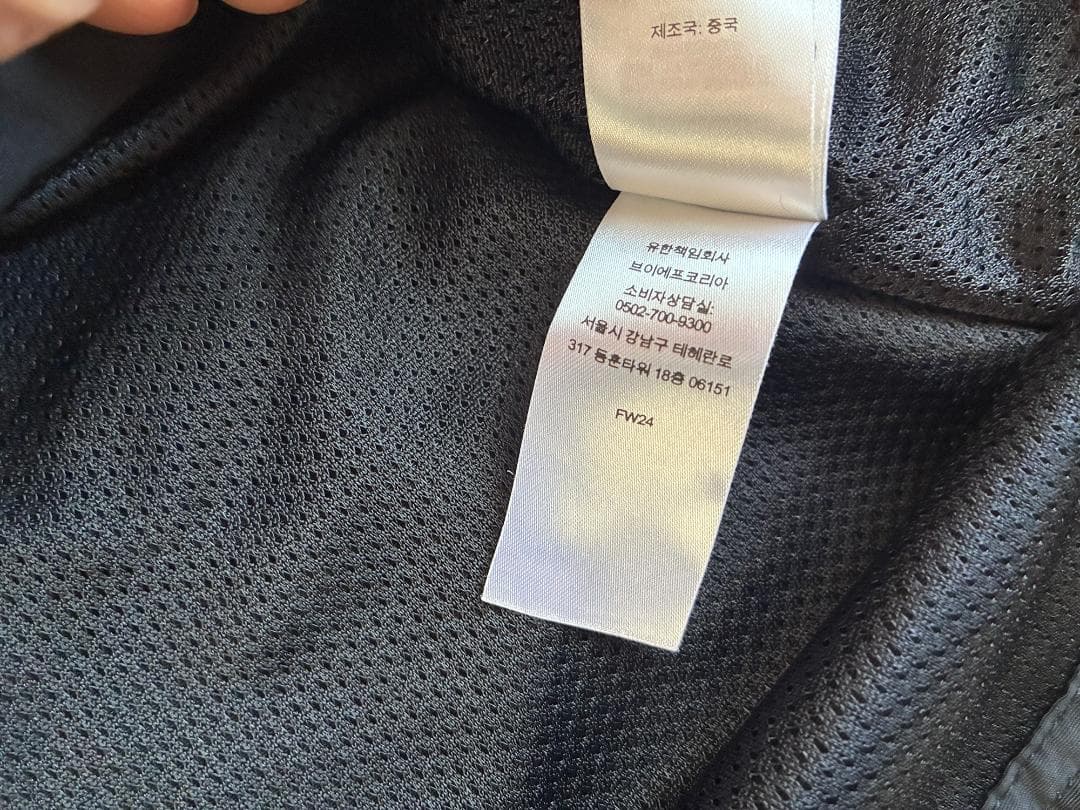 제조국: 중국
유한책임회사
브이에프코리아
소비자상담실:
0502-700-9300
서울시 강남구 테헤란로
317 동훈타워 18층 06151
FW24